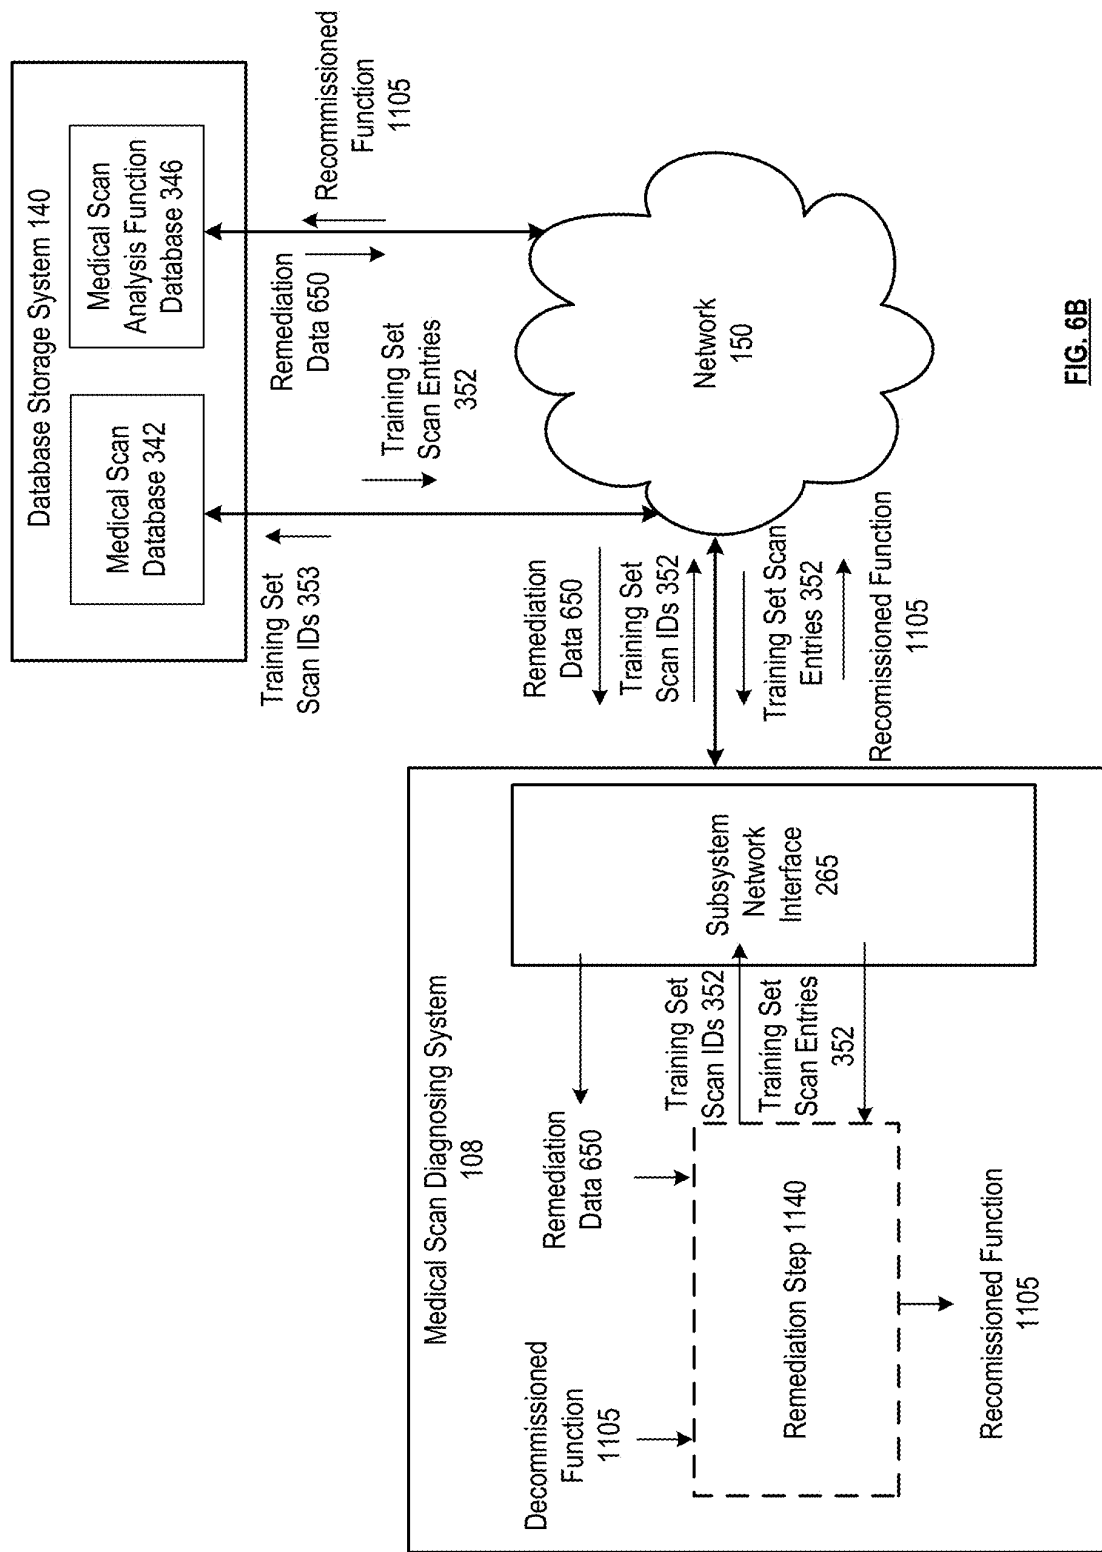 Database Storage System 140
Medical Scan
Database 342
Medical Scan
Analysis Function
Database 346
Training Set
Scan IDs 353
Training Set
Scan Entries
352
Remediation
Data 650
Recommissioned
Function
1105
Network
150
Remediation
Data 650
Training Set
Scan IDs 352
Training Set Scan
Entries 352
Recomissioned Function
1105
Medical Scan Diagnosing System
108
Subsystem
Network
Interface
265
Decommissioned
Function
1105
Remediation
Data 650
Training Set
Scan IDs 352
Training Set
Scan Entries
352
Remediation Step 1140
Recomissioned Function
1105
FIG. 6B